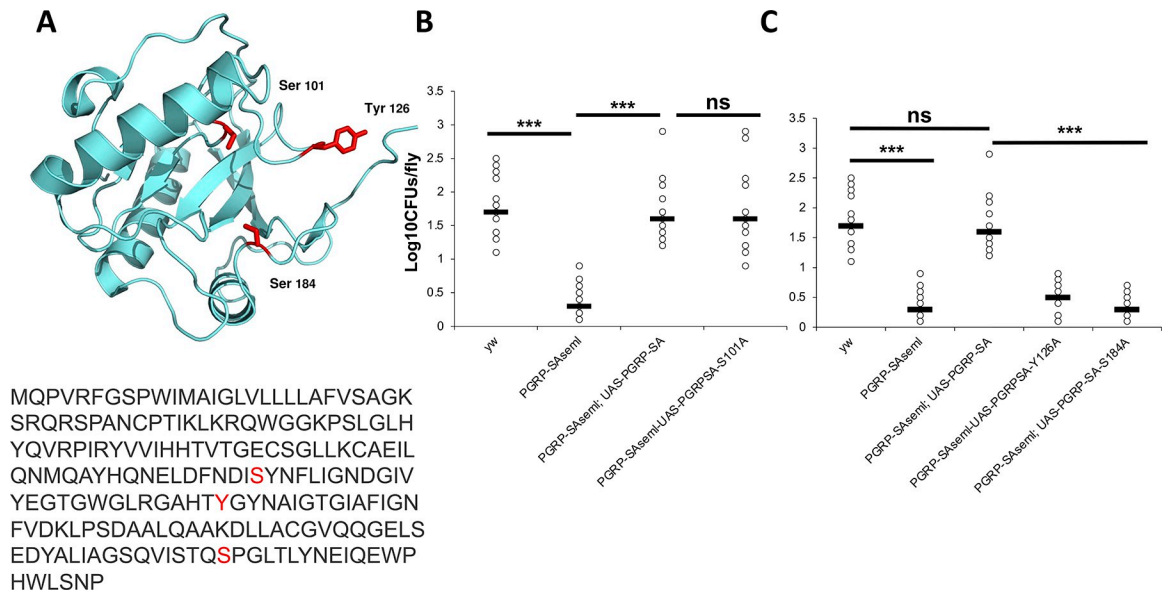 A
Ser 101
Tyr 126
Ser 184
MQPVRFGSPWIMAIGLVLLLLAFVSAGK
SRQRSPANCPTIKLKRQWGGKPSLGLH
YQVRPIRYVVIHHTVTGECSGLLKCAEIL
QNMQAYHQNELDFNDISYNFLIGNDGIV
YEGTGWGLRGAHTYGYNAIGTGIAFIGN
FVDKLPSDAALQAAKDLLACGVQQGELS
EDYALIAGSQVISTQSPGLTLYNEIQEWP
HWLSNP
B
Log10CFUs/fly
3.5
3
2.5
2
1.5
1
0.5
0
***
***
ns
yw
PGRP-SAseml
PGRP-SAseml; UAS-PGRP-SA
PGRP-SAseml-UAS-PGRPSA-S101A
C
3.5
3
2.5
2
1.5
1
0.5
0
ns
***
***
yw
PGRP-SAseml
PGRP-SAseml; UAS-PGRP-SA
PGRP-SAseml-UAS-PGRPSA-Y126A
PGRP-SAseml; UAS-PGRP-SA-S184A